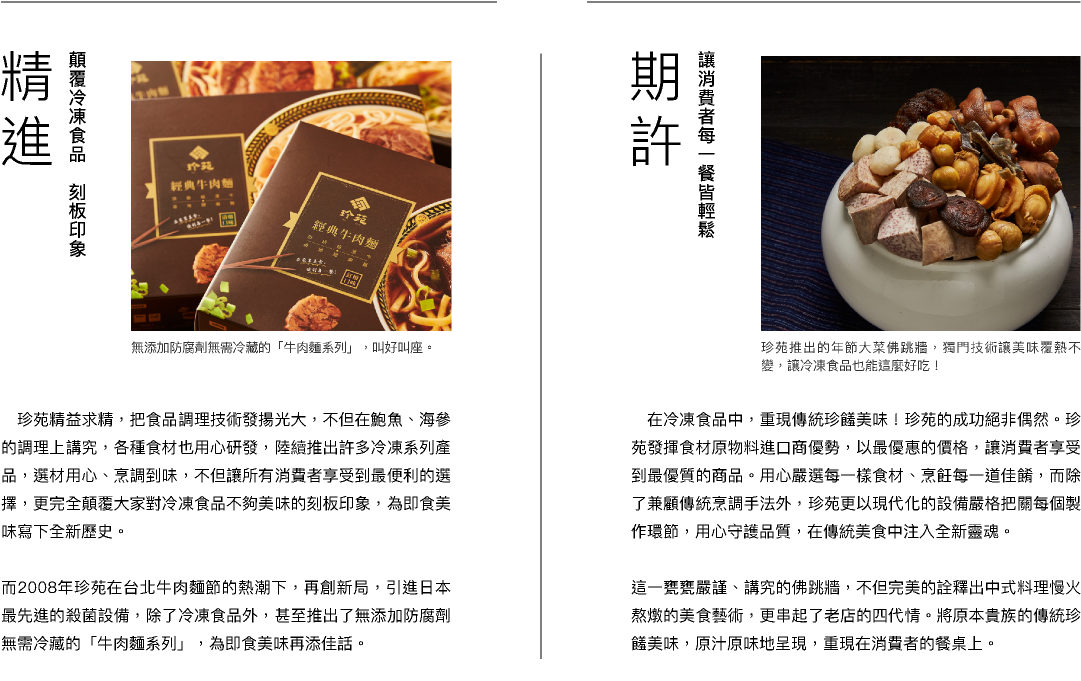 精進
顛覆冷凍食品 刻板印象
珍苑
經典牛肉麵
珍苑
經典牛肉麵
無添加防腐劑無需冷藏的「牛肉麵系列」，叫好叫座。
珍苑精益求精，把食品調理技術發揚光大，不但在鮑魚、海參
的調理上講究，各種食材也用心研發，陸續推出許多冷凍系列產
品，選材用心、烹調到味，不但讓所有消費者享受到最便利的選
擇，更完全顛覆大家對冷凍食品不夠美味的刻板印象，為即食美
味寫下全新歷史。
而2008年珍苑在台北牛肉麵節的熱潮下，再創新局，引進日本
最先進的殺菌設備，除了冷凍食品外，甚至推出了無添加防腐劑
無需冷藏的「牛肉麵系列」，為即食美味再添佳話。
期許
讓消費者每一餐皆輕鬆
珍苑推出的年節大菜佛跳牆，獨門技術讓美味覆熱不
變，讓冷凍食品也能這麼好吃！
在冷凍食品中，重現傳統珍饈美味！珍苑的成功絕非偶然。珍
苑發揮食材原物料進口商優勢，以最優惠的價格，讓消費者享受
到最優質的商品。用心嚴選每一樣食材、烹飪每一道佳餚，而除
了兼顧傳統烹調手法外，珍苑更以現代化的設備嚴格把關每個製
作環節，用心守護品質，在傳統美食中注入全新靈魂。
這一甕甕嚴謹、講究的佛跳牆，不但完美的詮釋出中式料理慢火
熬燉的美食藝術，更串起了老店的四代情。將原本貴族的傳統珍
饈美味，原汁原味地呈現，重現在消費者的餐桌上。